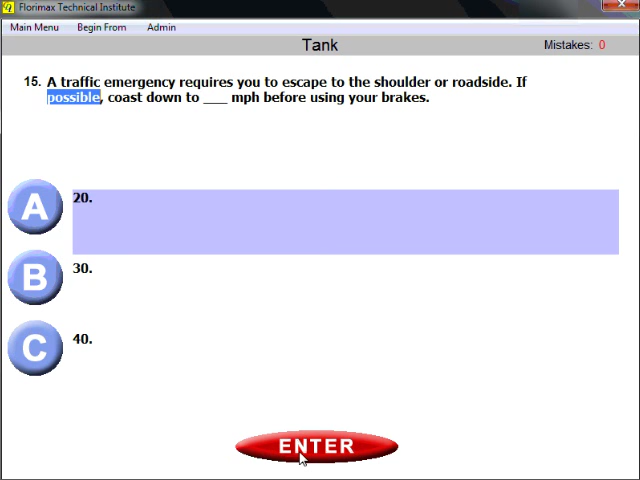 Florimax Technical Institute
Main Menu Begin From Admin
Tank Mistakes: 0
15. A traffic emergency requires you to escape to the shoulder or roadside. If
possible, coast down to ___ mph before using your brakes.
A 20.
B 30.
C 40.
ENTER